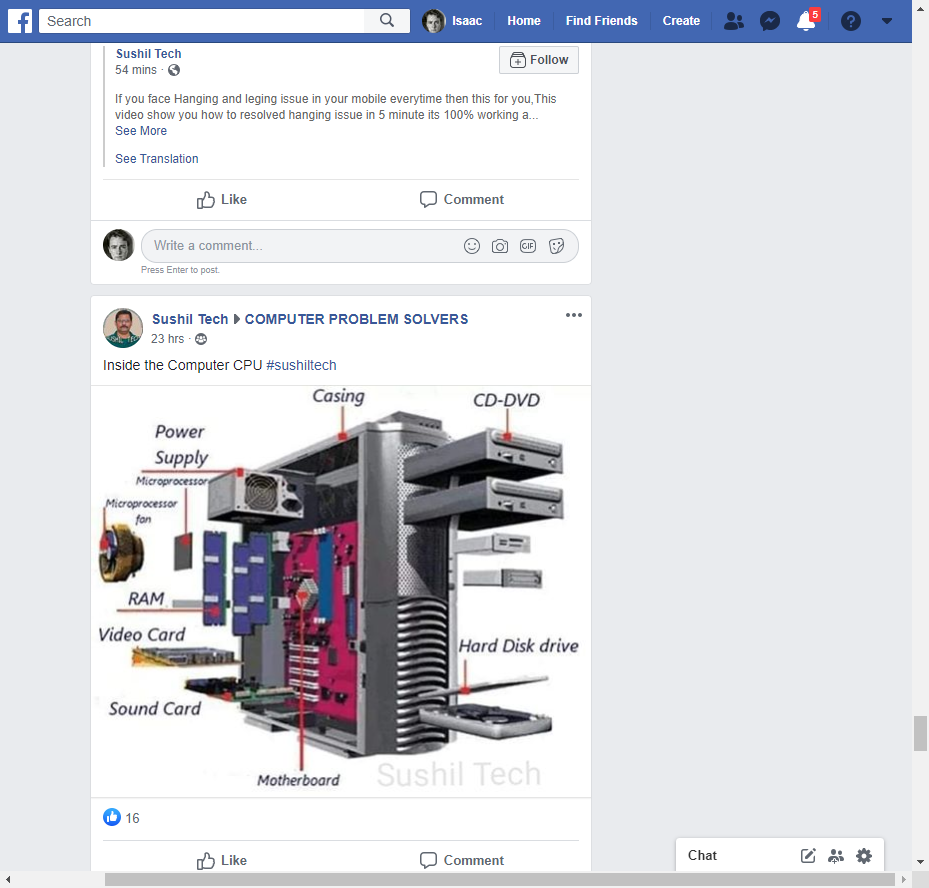 Search
Isaac
Home
Find Friends
Create
5
Sushil Tech
54 mins ·
Follow
If you face Hanging and leging issue in your mobile everytime then this for you,This
video show you how to resolved hanging issue in 5 minute its 100% working a...
See More
See Translation
Like
Comment
Write a comment...
GIF
Press Enter to post.
Sushil Tech COMPUTER PROBLEM SOLVERS
23 hrs ·
Inside the Computer CPU #sushiltech
Casing
CD-DVD
Power
Supply
Microprocessor
Microprocessor
fan
RAM
Video Card
Hard Disk drive
Sound Card
Motherboard
Sushil Tech
16
Like
Comment
Chat